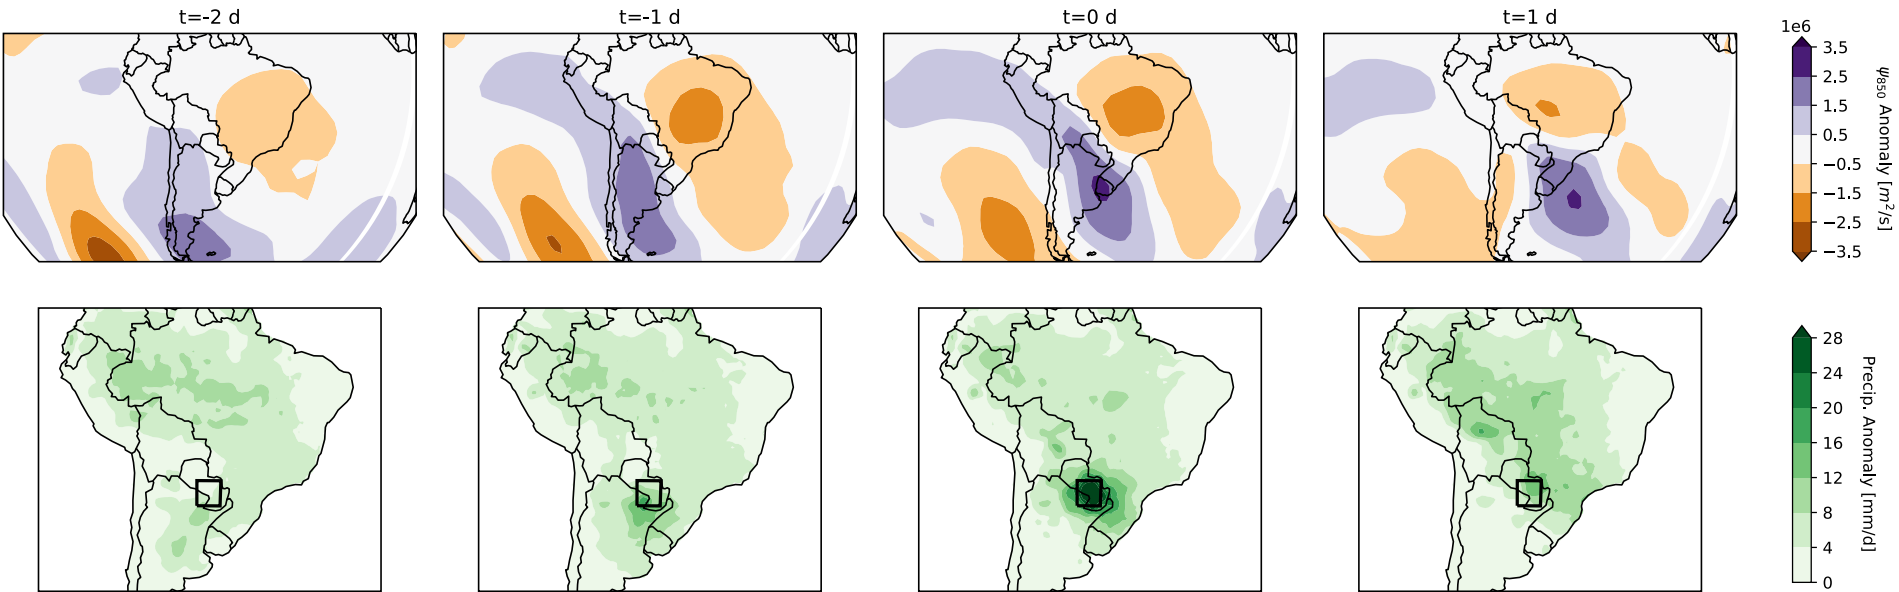 t=-2 d
t=-1 d
t=0 d
t=1 d
1e6
3.5
2.5
1.5
0.5
−0.5
−1.5
−2.5
−3.5
ψ850 Anomaly [m²/s]
28
24
20
16
12
8
4
0
Precip. Anomaly [mm/d]